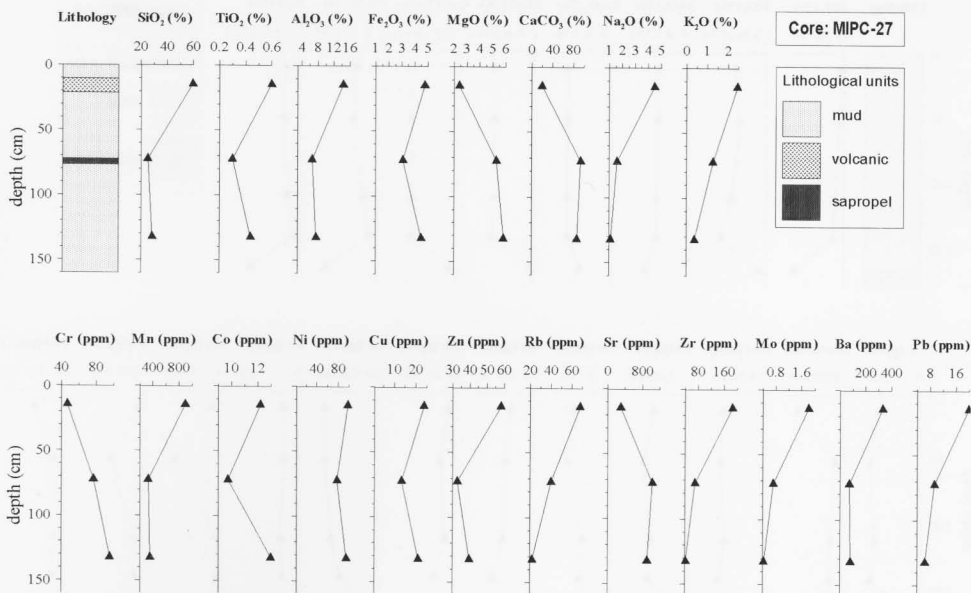 Lithology SiO₂ (%) TiO₂ (%) Al₂O₃ (%) Fe₂O₃ (%) MgO (%) CaCO₃ (%) Na₂O (%) K₂O (%)
20 40 60 0.2 0.4 0.6 4 8 12 16 1 2 3 4 5 2 3 4 5 6 0 40 80 1 2 3 4 5 0 1 2
0
50
100
150
depth (cm)
Core: MIPC-27
Lithological units
mud
volcanic
sapropel
Cr (ppm) Mn (ppm) Co (ppm) Ni (ppm) Cu (ppm) Zn (ppm) Rb (ppm) Sr (ppm) Zr (ppm) Mo (ppm) Ba (ppm) Pb (ppm)
40 80 400 800 10 12 40 80 10 20 30 40 50 60 20 40 60 0 800 80 160 0.8 1.6 200 400 8 16
0
50
100
150
depth (cm)